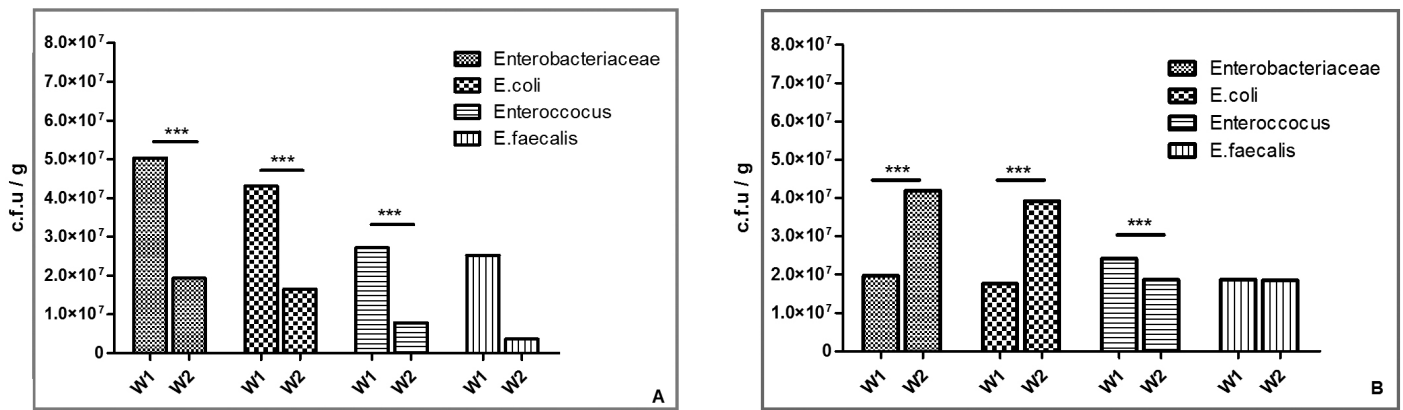 8.0×10⁷
7.0×10⁷
6.0×10⁷
5.0×10⁷
4.0×10⁷
3.0×10⁷
2.0×10⁷
1.0×10⁷
0
c.f.u / g
Enterobacteriaceae
E.coli
Enteroccocus
E.faecalis
***
***
***
W1 W2 W1 W2 W1 W2 W1 W2
A
8.0×10⁷
7.0×10⁷
6.0×10⁷
5.0×10⁷
4.0×10⁷
3.0×10⁷
2.0×10⁷
1.0×10⁷
0
c.f.u / g
Enterobacteriaceae
E.coli
Enteroccocus
E.faecalis
***
***
***
W1 W2 W1 W2 W1 W2 W1 W2
B